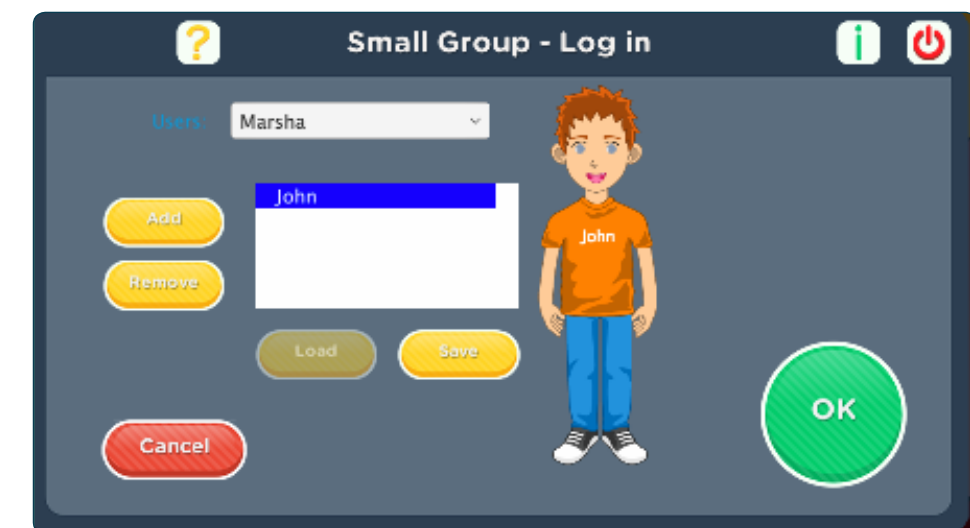 ?
Small Group - Log in
i
Users
Marsha
John
Add
John
Remove
Load
Save
OK
Cancel